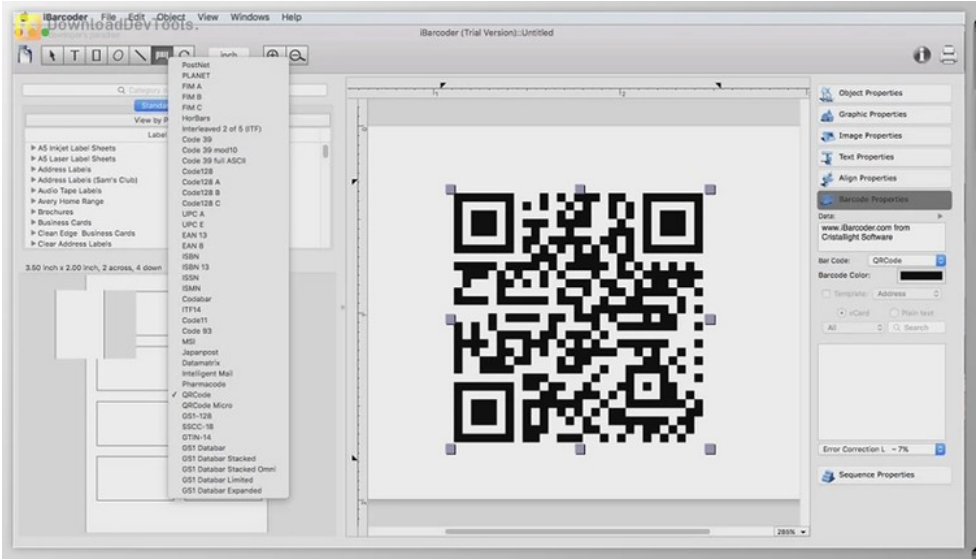 iBarcoder File Edit Object View Windows Help
DownloadDevTools.
iBarcoder (Trial Version)::Untitled
inch
Category
Standar
View by P
Label
A5 Inkjet Label Sheets
A5 Laser Label Sheets
Address Labels
Address Labels (Sam's Club)
Audio Tape Labels
Avery Home Range
Brochures
Business Cards
Clean Edge Business Cards
Clear Address Labels
3.50 inch x 2.00 inch, 2 across, 4 down
PostNet
PLANET
FIM A
FIM B
FIM C
HorBars
Interleaved 2 of 5 (ITF)
Code 39
Code 39 mod10
Code 39 full ASCII
Code128
Code128 A
Code128 B
Code128 C
UPC A
UPC E
EAN 13
EAN 8
ISBN
ISBN 13
ISSN
ISMN
Codabar
ITF14
Code11
Code 93
MSI
Japanpost
Datamatrix
Intelligent Mail
Pharmacode
QRCode
QRCode Micro
GS1-128
SSCC-18
GTIN-14
GS1 Databar
GS1 Databar Stacked
GS1 Databar Stacked Omni
GS1 Databar Limited
GS1 Databar Expanded
1 2
288%
Object Properties
Graphic Properties
Image Properties
Text Properties
Align Properties
Barcode Properties
Data:
www.iBarcoder.com from
Cristallight Software
Bar Code: QRCode
Barcode Color:
Template: Address
vCard Plain text
All Search
Error Correction L ~ 7%
Sequence Properties